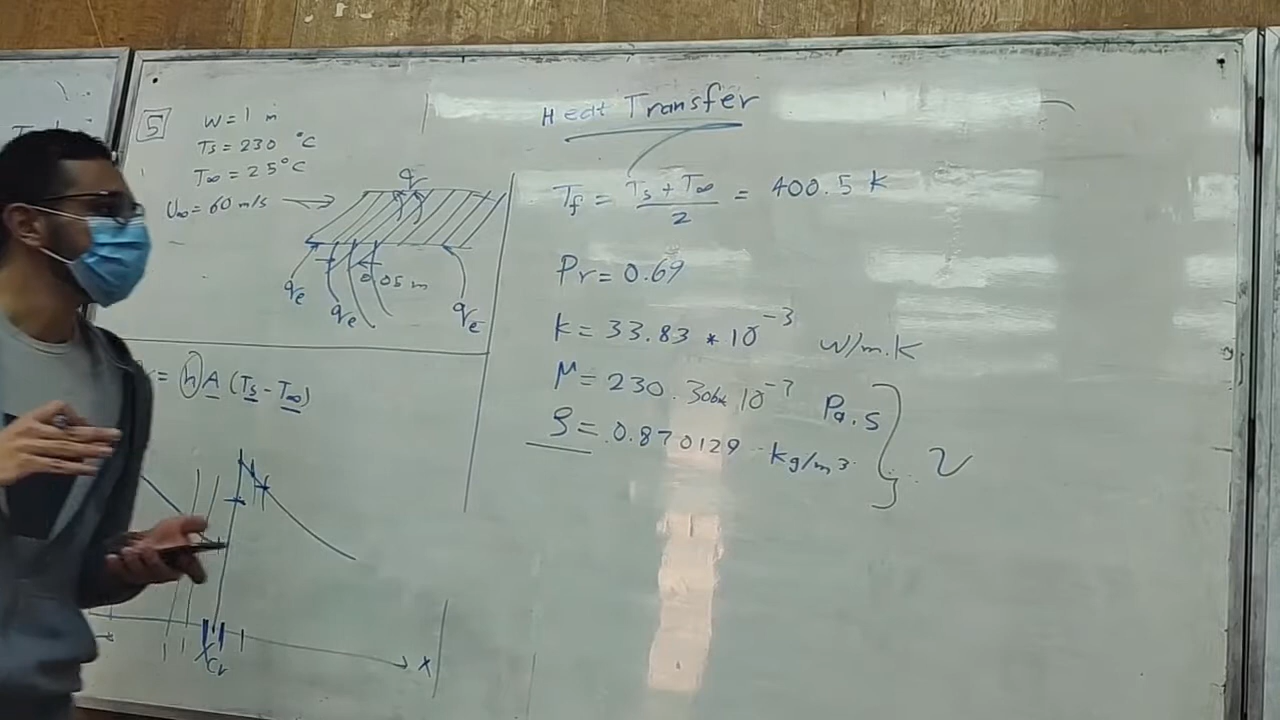 Heat Transfer
5
W = 1 m
Ts = 230 °C
T∞ = 25°C
U∞ = 60 m/s
qr
0.05 m
qe
qe
qe
= h A (Ts - T∞)
Xcr
x
Tf = Ts + T∞ / 2 = 400.5 k
Pr = 0.69
k = 33.83 * 10^-3 W/m.K
μ = 230.306* 10^-7 Pa.s
ρ = 0.870129 kg/m3
ν